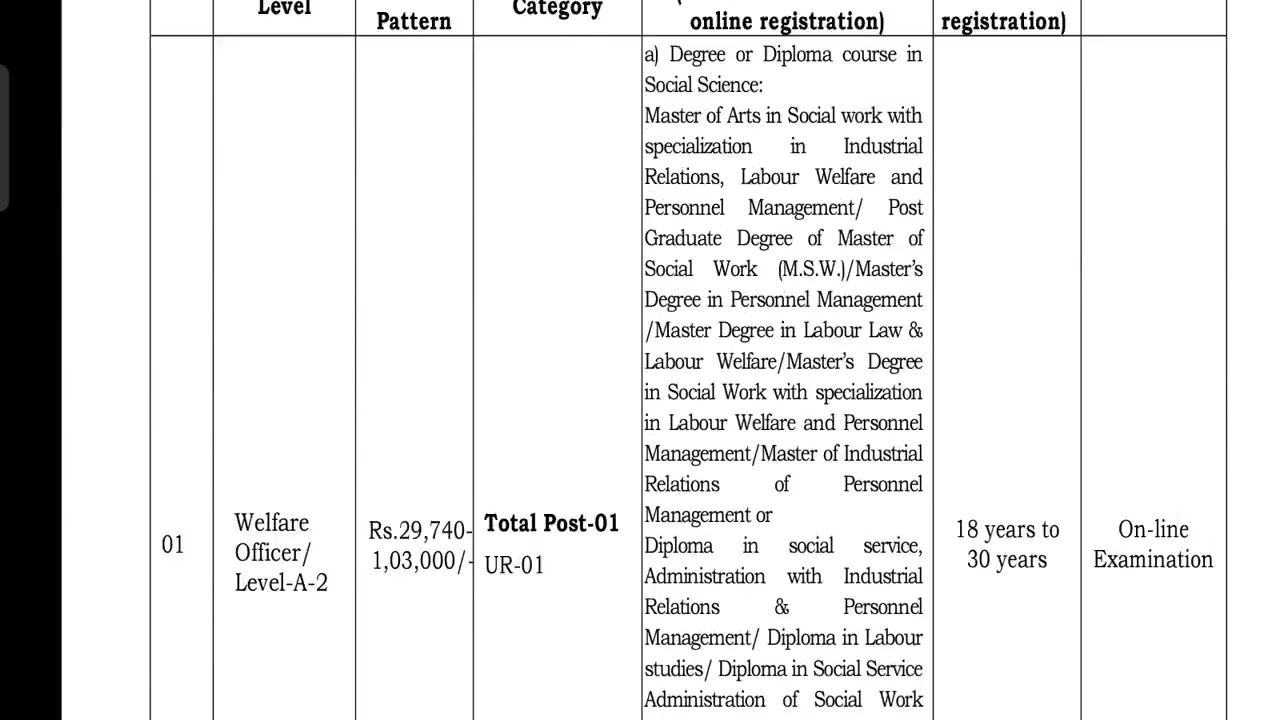 Level
Pattern
Category
online registration)
registration)
01
Welfare
Officer/
Level-A-2
Rs.29,740-
1,03,000/-
Total Post-01
UR-01
a) Degree or Diploma course in
Social Science:
Master of Arts in Social work with
specialization in Industrial
Relations, Labour Welfare and
Personnel Management/ Post
Graduate Degree of Master of
Social Work (M.S.W.)/Master's
Degree in Personnel Management
/Master Degree in Labour Law &
Labour Welfare/Master's Degree
in Social Work with specialization
in Labour Welfare and Personnel
Management/Master of Industrial
Relations of Personnel
Management or
Diploma in social service,
Administration with Industrial
Relations & Personnel
Management/ Diploma in Labour
studies/ Diploma in Social Service
Administration of Social Work
18 years to
30 years
On-line
Examination